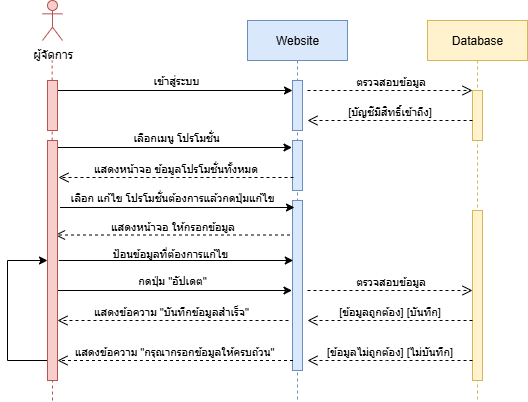 ผู้จัดการ
Website
Database
เข้าสู่ระบบ
ตรวจสอบข้อมูล
[บัญชีมีสิทธิ์เข้าถึง]
เลือกเมนู โปรโมชั่น
แสดงหน้าจอ ข้อมูลโปรโมชั่นทั้งหมด
เลือก แก้ไข โปรโมชั่นต้องการแล้วกดปุ่มแก้ไข
แสดงหน้าจอ ให้กรอกข้อมูล
ป้อนข้อมูลที่ต้องการแก้ไข
กดปุ่ม "อัปเดต"
ตรวจสอบข้อมูล
แสดงข้อความ "บันทึกข้อมูลสำเร็จ"
[ข้อมูลถูกต้อง] [บันทึก]
แสดงข้อความ "กรุณากรอกข้อมูลให้ครบถ้วน"
[ข้อมูลไม่ถูกต้อง] [ไม่บันทึก]